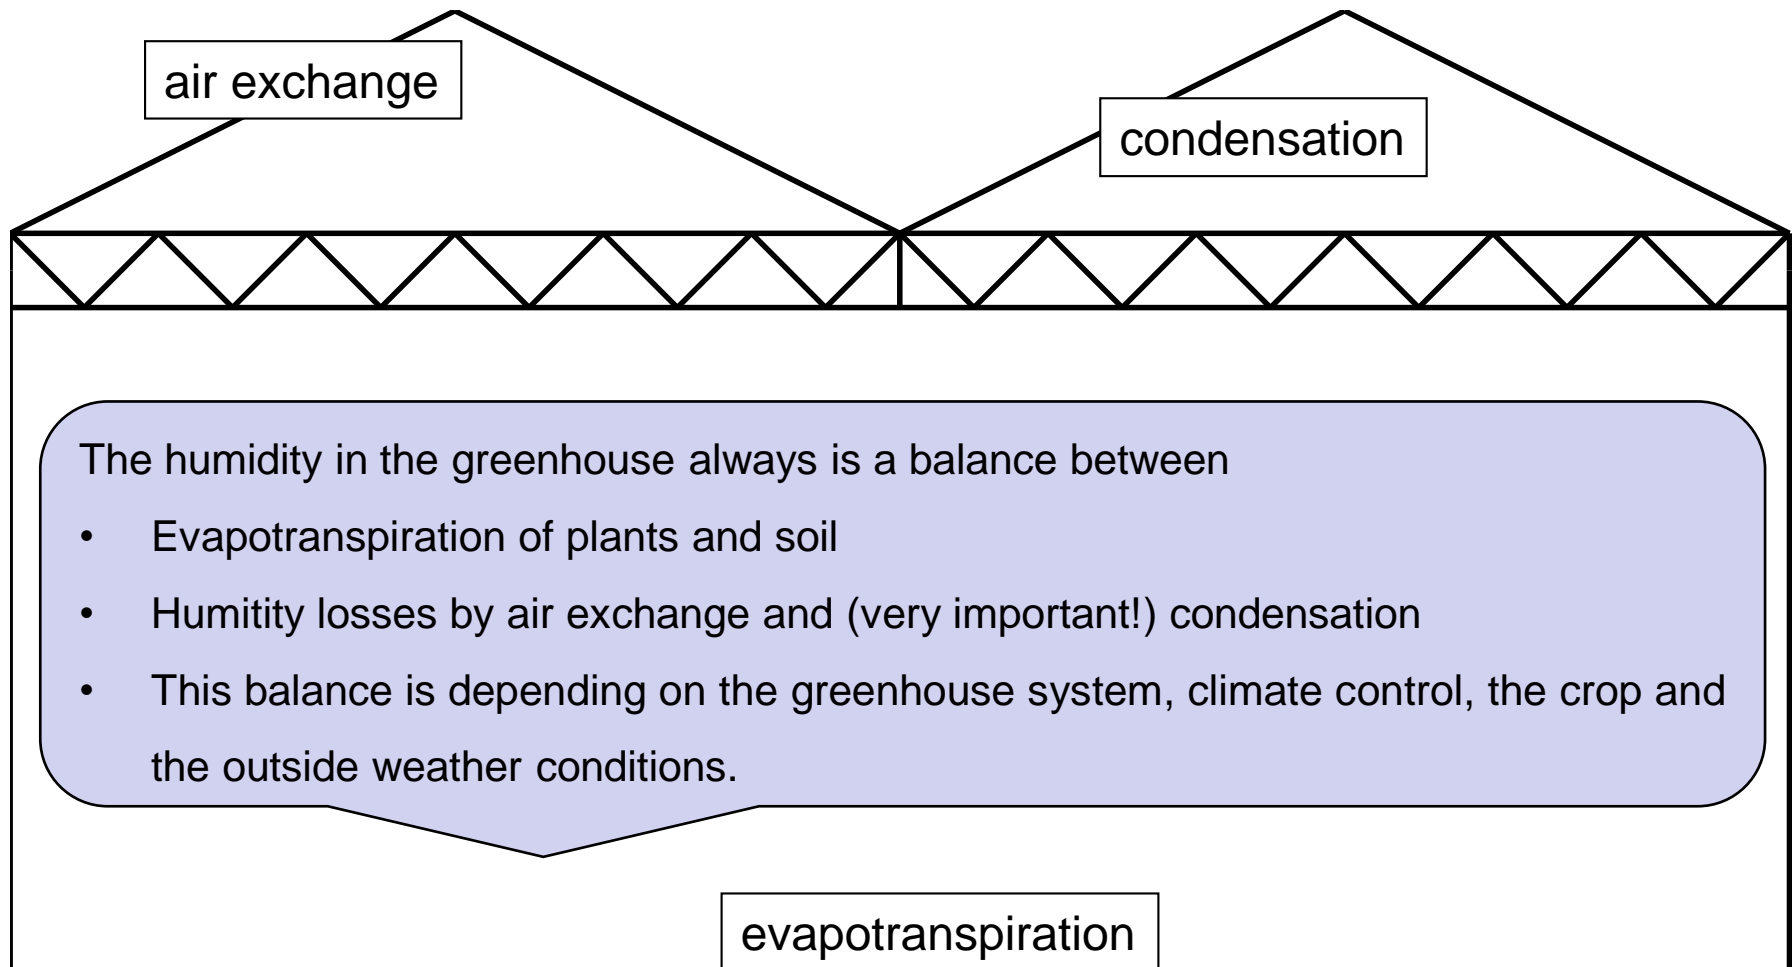 air exchange
condensation
The humidity in the greenhouse always is a balance between
• Evapotranspiration of plants and soil
• Humitity losses by air exchange and (very important!) condensation
• This balance is depending on the greenhouse system, climate control, the crop and
the outside weather conditions.
evapotranspiration